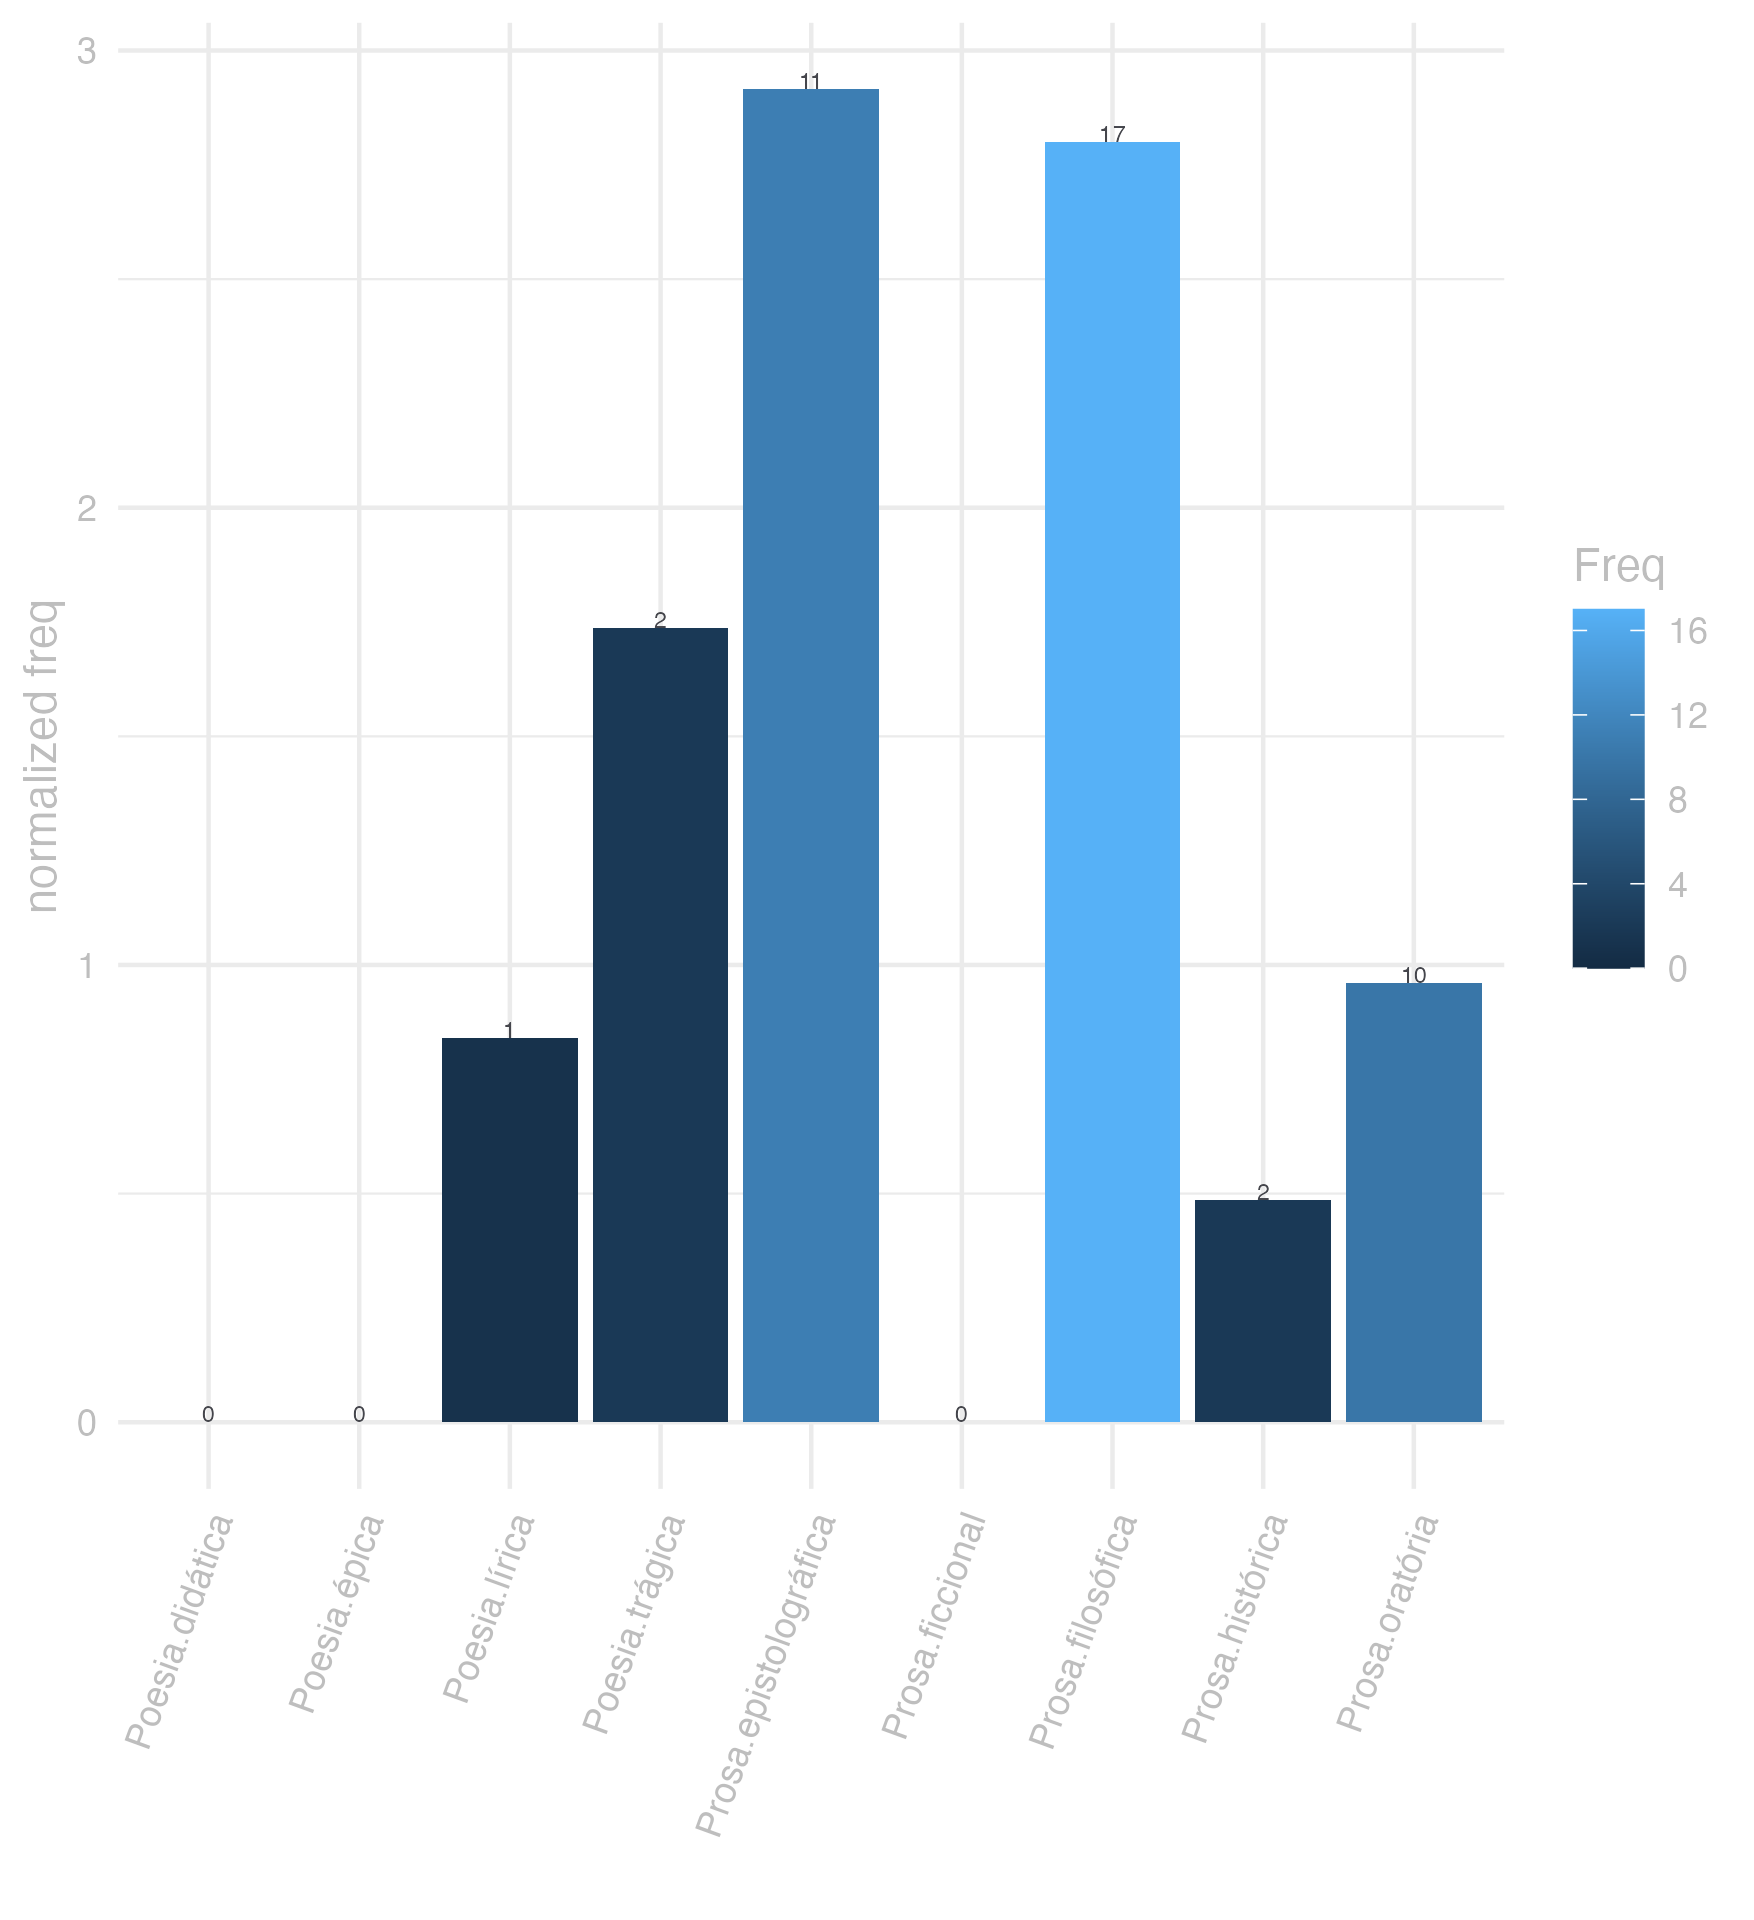 3
2
1
0
normalized freq
11
17
2
1
10
2
0
0
0
Freq
16
12
8
4
0
Poesia.didática
Poesia.épica
Poesia.lírica
Poesia.trágica
Prosa.epistolográfica
Prosa.ficcional
Prosa.filosófica
Prosa.histórica
Prosa.oratória